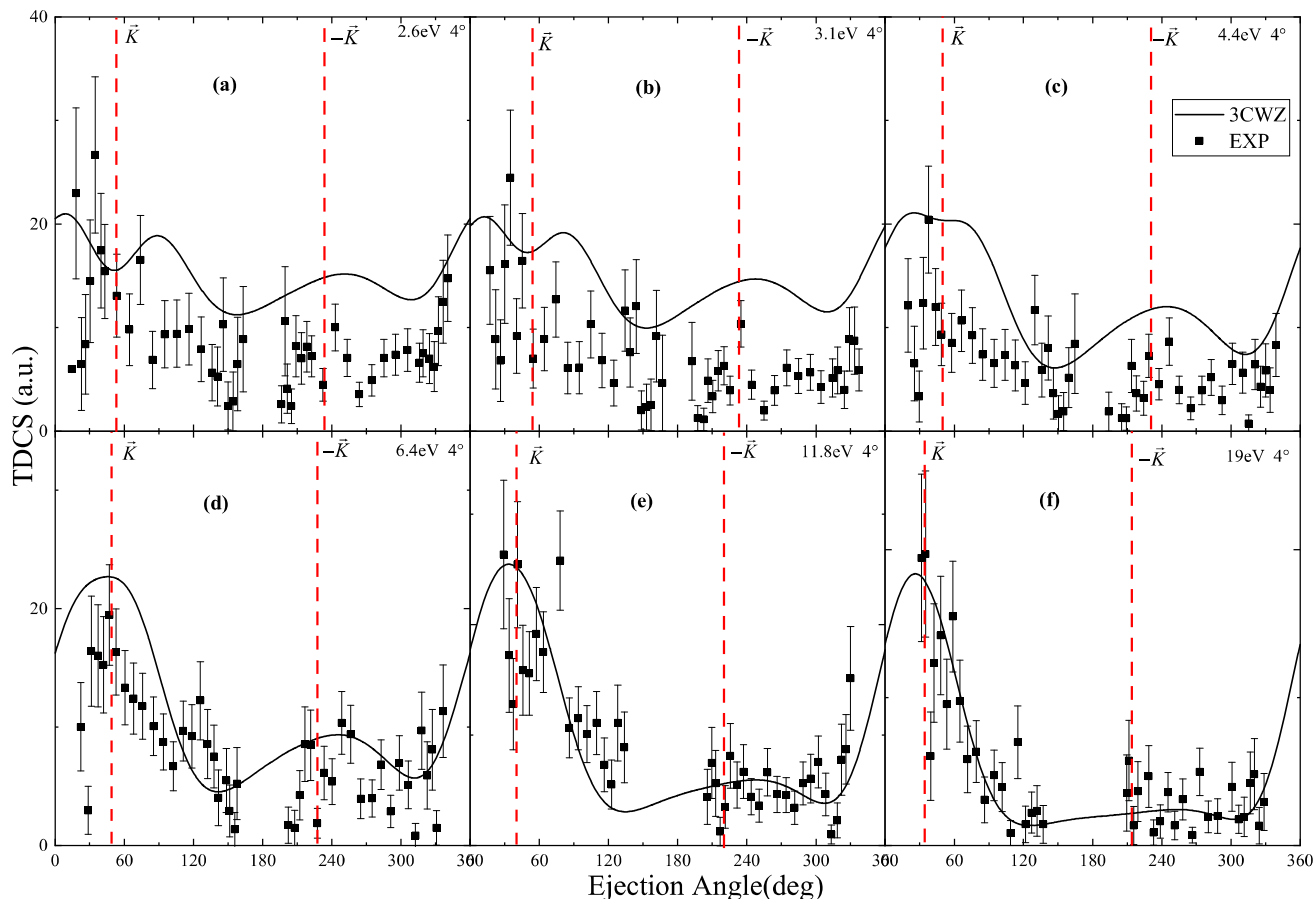 K⃗ −K⃗ 2.6eV 4°
(a)
K⃗ −K⃗ 3.1eV 4°
(b)
K⃗ −K⃗ 4.4eV 4°
(c)
3CWZ
EXP
40
20
0
TDCS (a.u.)
K⃗ −K⃗ 6.4eV 4°
(d)
K⃗ −K⃗ 11.8eV 4°
(e)
K⃗ −K⃗ 19eV 4°
(f)
20
0
0 60 120 180 240 300 360
60 120 180 240 300 360
60 120 180 240 300 360
Ejection Angle(deg)